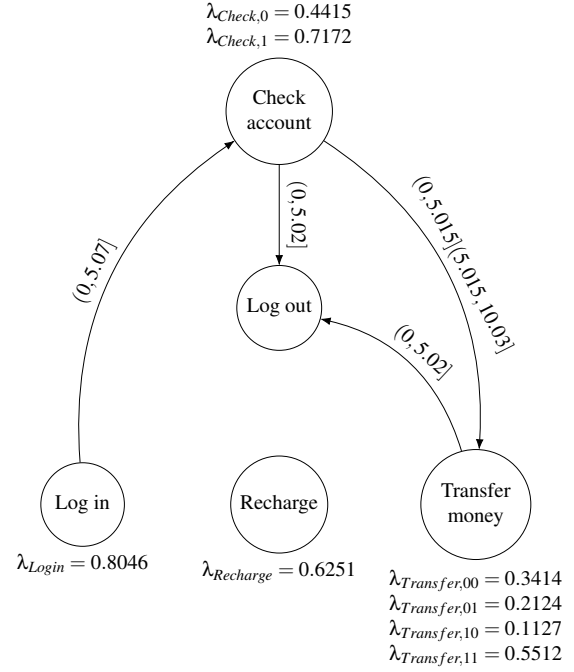 λCheck,0 = 0.4415
λCheck,1 = 0.7172
Check
account
(0,5.07]
(0,5.02]
(0,5.015](5.015,10.03]
Log out
(0,5.02]
Log in
Recharge
Transfer
money
λLogin = 0.8046
λRecharge = 0.6251
λTransfer,00 = 0.3414
λTransfer,01 = 0.2124
λTransfer,10 = 0.1127
λTransfer,11 = 0.5512